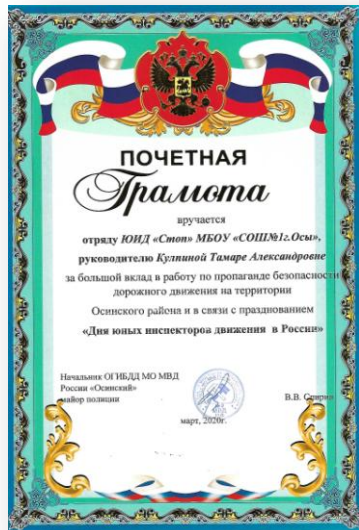 ПОЧЕТНАЯ
Грамота
вручается
отряду ЮИД «Стоп» МБОУ «СОШ№1г.Осы»,
руководителю Кулпиной Тамаре Александровне
за большой вклад в работу по пропаганде безопасности
дорожного движения на территории
Осинского района и в связи с празднованием
«Дня юных инспекторов движения в России»
Начальник ОГИБДД МО МВД
России «Осинский»
майор полиции
В.В.
март, 2020г.